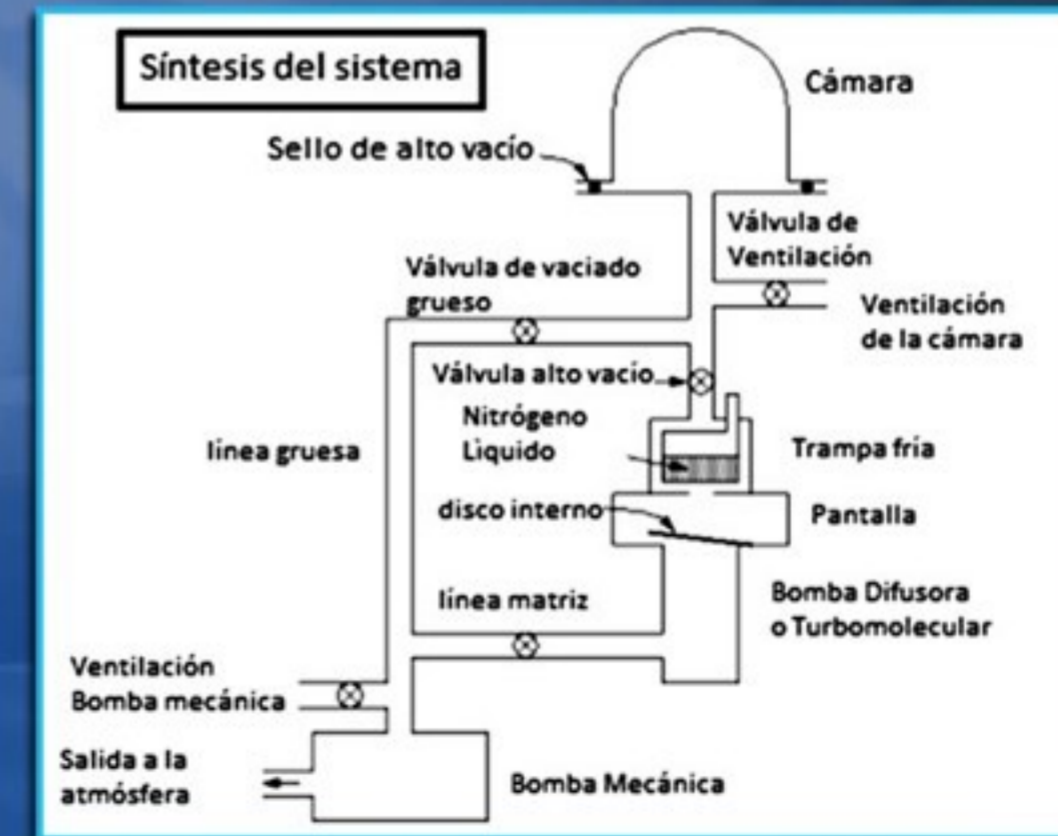 Síntesis del sistema
Cámara
Sello de alto vacío
Válvula de
Ventilación
Válvula de vaciado
grueso
Ventilación
de la cámara
Válvula alto vacío
Nitrógeno
Lìquido
línea gruesa
Trampa fría
disco interno
Pantalla
línea matriz
Bomba Difusora
o Turbomolecular
Ventilación
Bomba mecánica
Salida a la
atmósfera
Bomba Mecánica